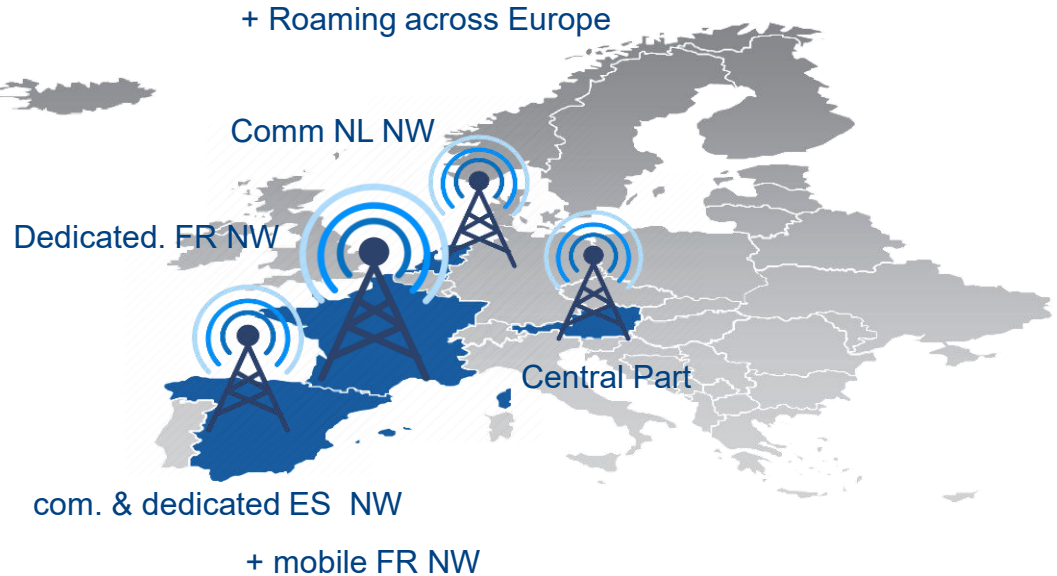 + Roaming across Europe
Comm NL NW
Dedicated. FR NW
Central Part
com. & dedicated ES NW
+ mobile FR NW